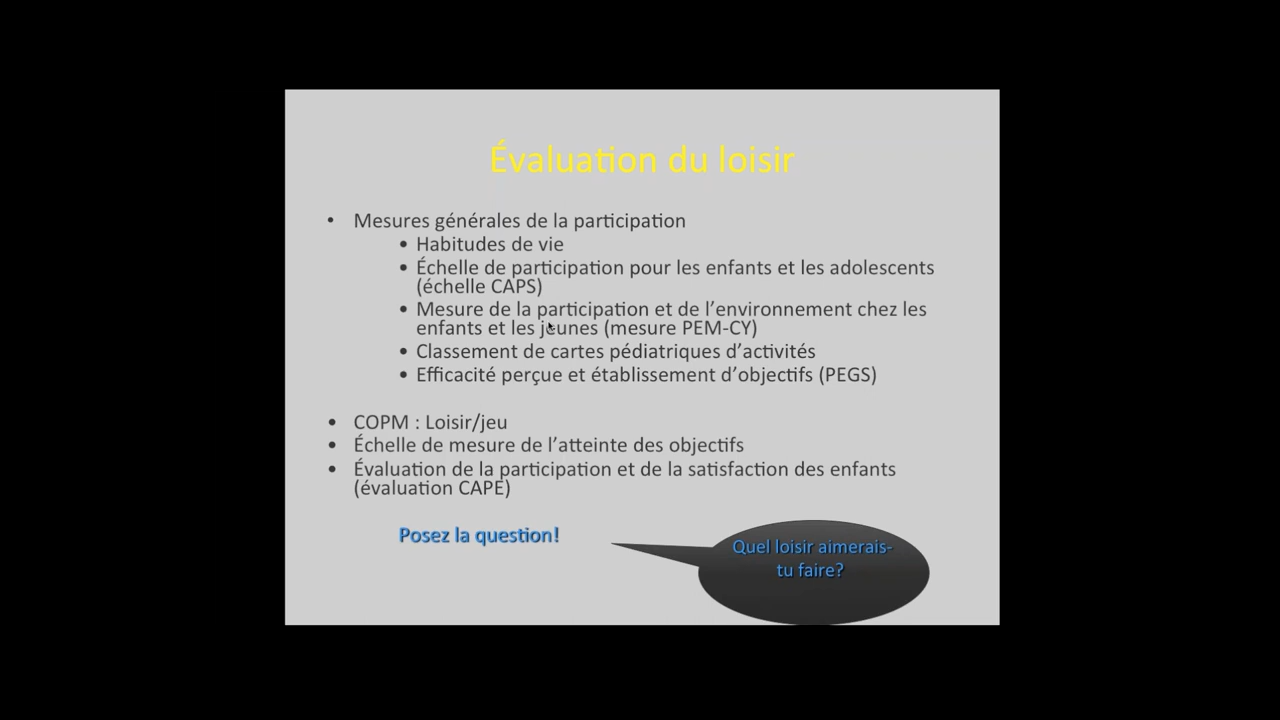 Évaluation du loisir
• Mesures générales de la participation
• Habitudes de vie
• Échelle de participation pour les enfants et les adolescents
(échelle CAPS)
• Mesure de la participation et de l’environnement chez les
enfants et les jeunes (mesure PEM-CY)
• Classement de cartes pédiatriques d’activités
• Efficacité perçue et établissement d’objectifs (PEGS)
• COPM : Loisir/jeu
• Échelle de mesure de l’atteinte des objectifs
• Évaluation de la participation et de la satisfaction des enfants
(évaluation CAPE)
Posez la question!
Quel loisir aimerais-
tu faire?